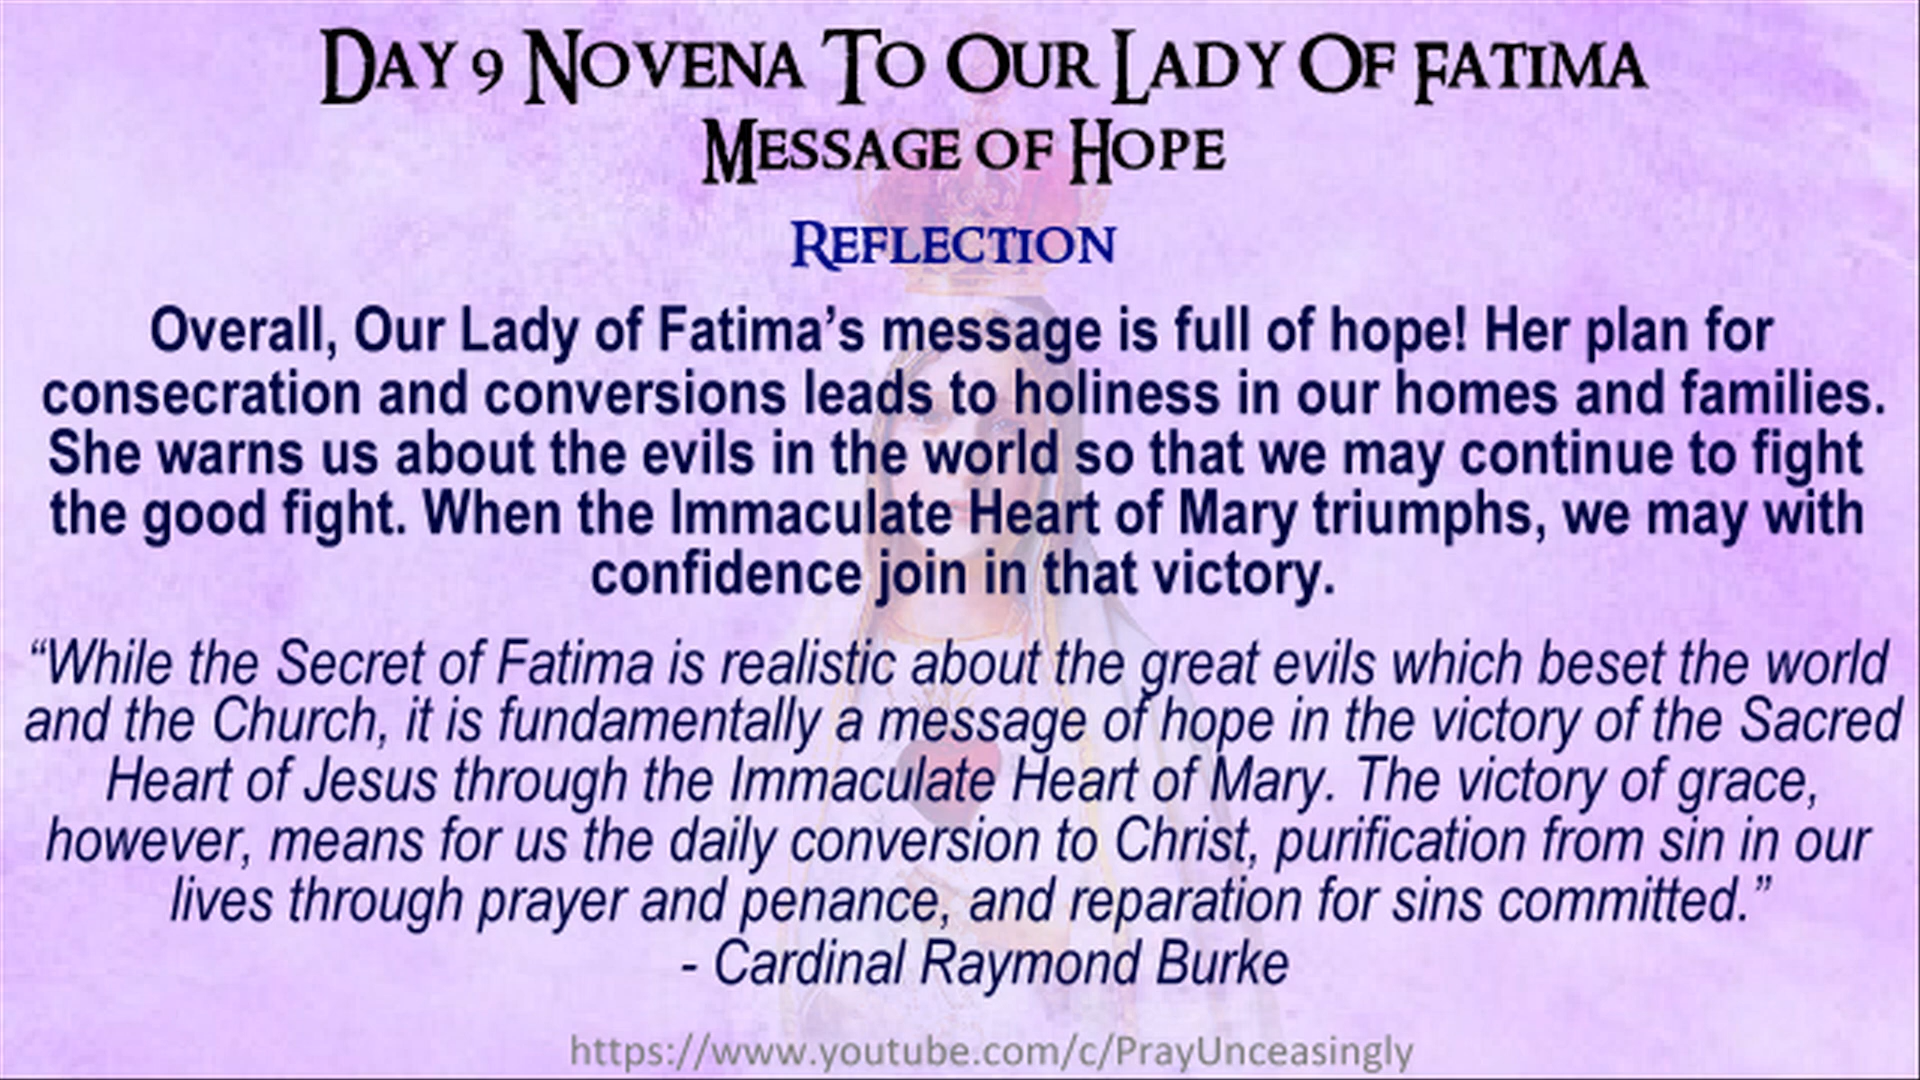 Day 9 Novena To Our Lady Of Fatima
Message of Hope
Reflection
Overall, Our Lady of Fatima’s message is full of hope! Her plan for
consecration and conversions leads to holiness in our homes and families.
She warns us about the evils in the world so that we may continue to fight
the good fight. When the Immaculate Heart of Mary triumphs, we may with
confidence join in that victory.
“While the Secret of Fatima is realistic about the great evils which beset the world
and the Church, it is fundamentally a message of hope in the victory of the Sacred
Heart of Jesus through the Immaculate Heart of Mary. The victory of grace,
however, means for us the daily conversion to Christ, purification from sin in our
lives through prayer and penance, and reparation for sins committed.”
- Cardinal Raymond Burke
https://www.youtube.com/c/PrayUnceasingly